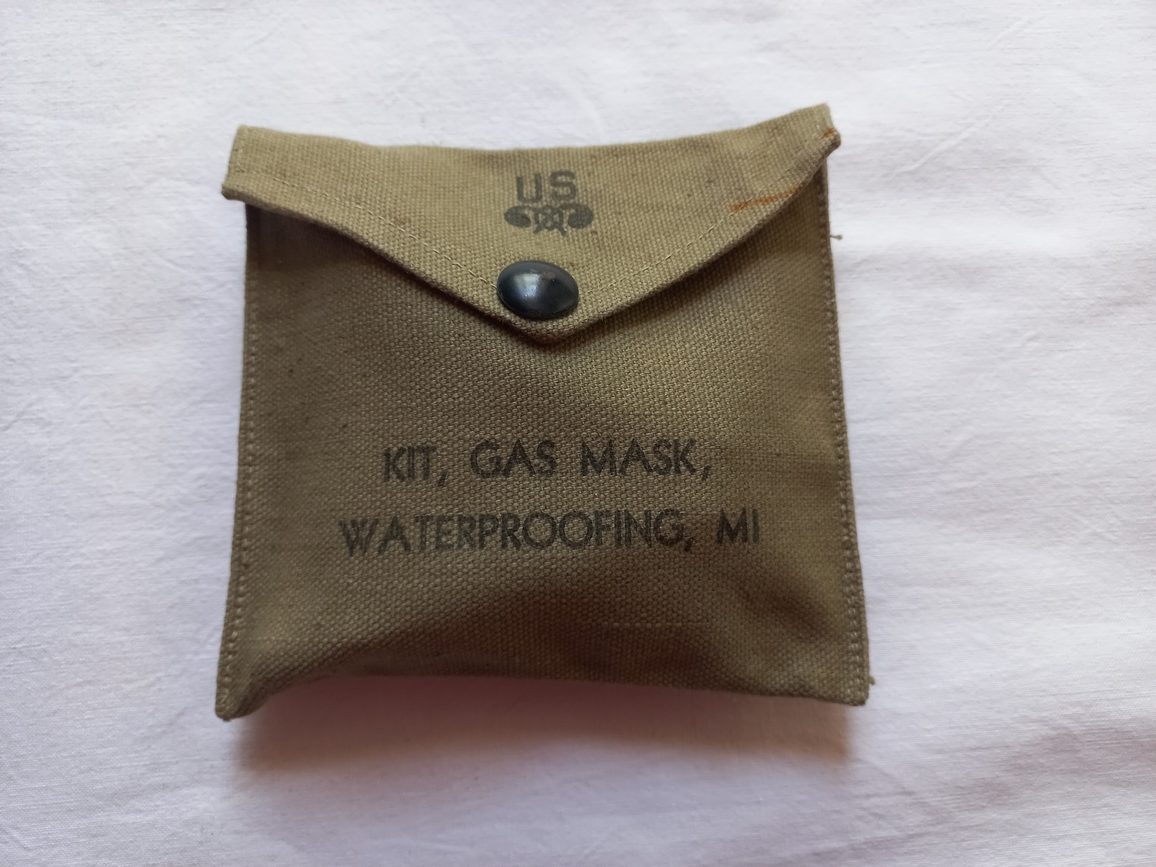 US
KIT, GAS MASK,
WATERPROOFING, MI